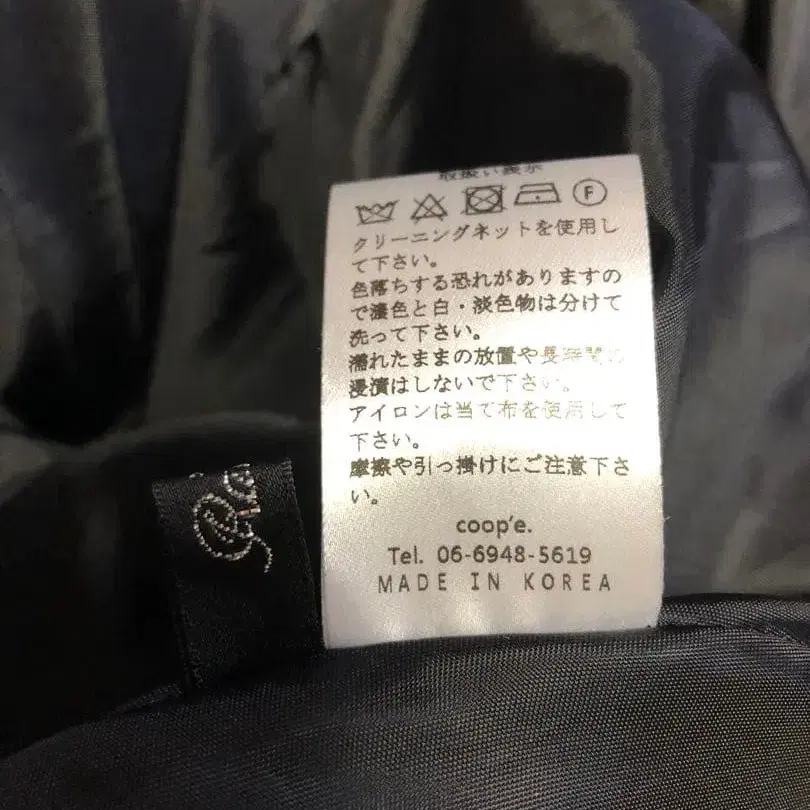 取扱い表示
F
クリーニングネットを使用し
て下さい。
色落ちする恐れがありますの
で濃色と白・淡色物は分けて
洗って下さい。
濡れたままの放置や長時間の
浸漬はしないで下さい。
アイロンは当て布を使用して
下さい。
摩擦や引っ掛けにご注意下さ
い。
coop'e.
Tel. 06-6948-5619
MADE IN KOREA